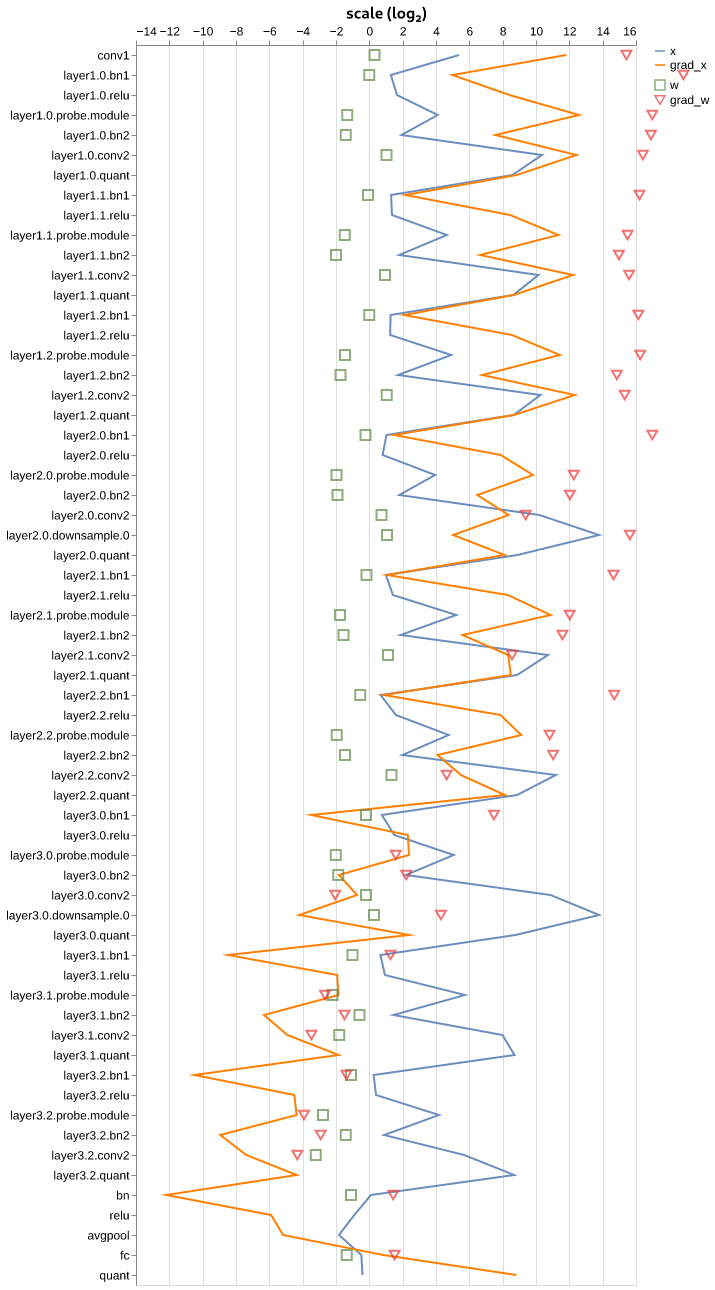 scale (log₂)
−14 −12 −10 −8 −6 −4 −2 0 2 4 6 8 10 12 14 16
x
grad_x
w
grad_w
conv1
layer1.0.bn1
layer1.0.relu
layer1.0.probe.module
layer1.0.bn2
layer1.0.conv2
layer1.0.quant
layer1.1.bn1
layer1.1.relu
layer1.1.probe.module
layer1.1.bn2
layer1.1.conv2
layer1.1.quant
layer1.2.bn1
layer1.2.relu
layer1.2.probe.module
layer1.2.bn2
layer1.2.conv2
layer1.2.quant
layer2.0.bn1
layer2.0.relu
layer2.0.probe.module
layer2.0.bn2
layer2.0.conv2
layer2.0.downsample.0
layer2.0.quant
layer2.1.bn1
layer2.1.relu
layer2.1.probe.module
layer2.1.bn2
layer2.1.conv2
layer2.1.quant
layer2.2.bn1
layer2.2.relu
layer2.2.probe.module
layer2.2.bn2
layer2.2.conv2
layer2.2.quant
layer3.0.bn1
layer3.0.relu
layer3.0.probe.module
layer3.0.bn2
layer3.0.conv2
layer3.0.downsample.0
layer3.0.quant
layer3.1.bn1
layer3.1.relu
layer3.1.probe.module
layer3.1.bn2
layer3.1.conv2
layer3.1.quant
layer3.2.bn1
layer3.2.relu
layer3.2.probe.module
layer3.2.bn2
layer3.2.conv2
layer3.2.quant
bn
relu
avgpool
fc
quant